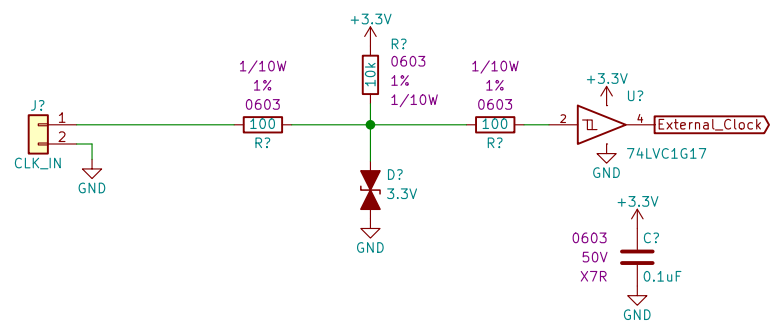 +3.3V
R?
0603
1%
1/10W
10k
1/10W
1%
0603
100
R?
1/10W
1%
0603
100
R?
J?
1
2
CLK_IN
GND
D?
3.3V
GND
+3.3V
U?
2
4
External_Clock
74LVC1G17
GND
+3.3V
0603
50V
X7R
C?
0.1uF
GND